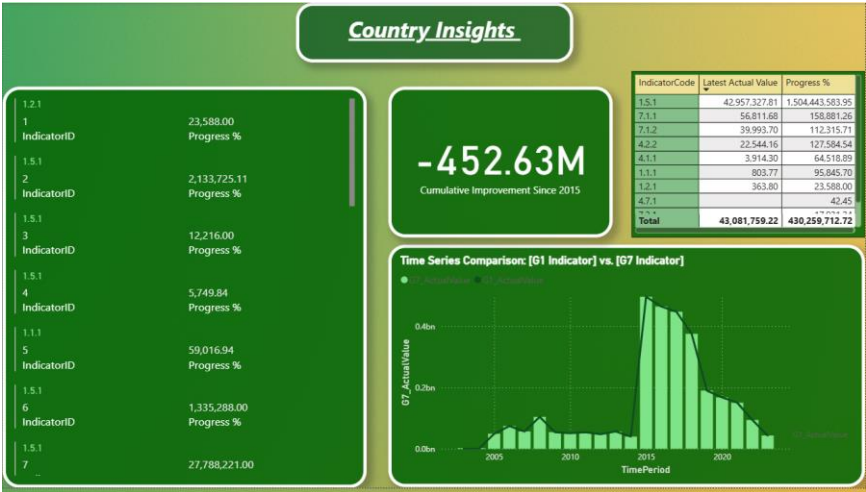 Country Insights
1.2.1
1 23,588.00
IndicatorID Progress %
1.5.1
2 2,133,725.11
IndicatorID Progress %
1.5.1
3 12,216.00
IndicatorID Progress %
1.5.1
4 5,749.84
IndicatorID Progress %
1.1.1
5 59,016.94
IndicatorID Progress %
1.5.1
6 1,335,288.00
IndicatorID Progress %
1.5.1
7 27,788,221.00
-452.63M
Cumulative Improvement Since 2015
IndicatorCode Latest Actual Value Progress %
1.5.1 42,957,327.81 1,504,443,583.95
7.1.1 56,811.68 158,881.26
7.1.2 39,993.70 112,315.71
4.2.2 22,544.16 127,584.54
4.1.1 3,914.30 64,518.89
1.1.1 803.77 95,845.70
1.2.1 363.80 23,588.00
4.7.1 42.45
Total 43,081,759.22 430,259,712.72
Time Series Comparison: [G1 Indicator] vs. [G7 Indicator]
G7_ActualValue G1_ActualValue
G7_ActualValue
0.4bn
0.2bn
0.0bn
G1_ActualValue
2005 2010 2015 2020
TimePeriod